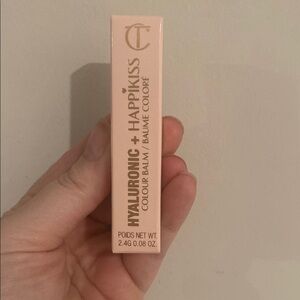 CT
HYALURONIC + HAPPIKISS
COLOUR BALM / BAUME COLORÉ
POIDS NET WT.
2.4G 0.08 OZ.